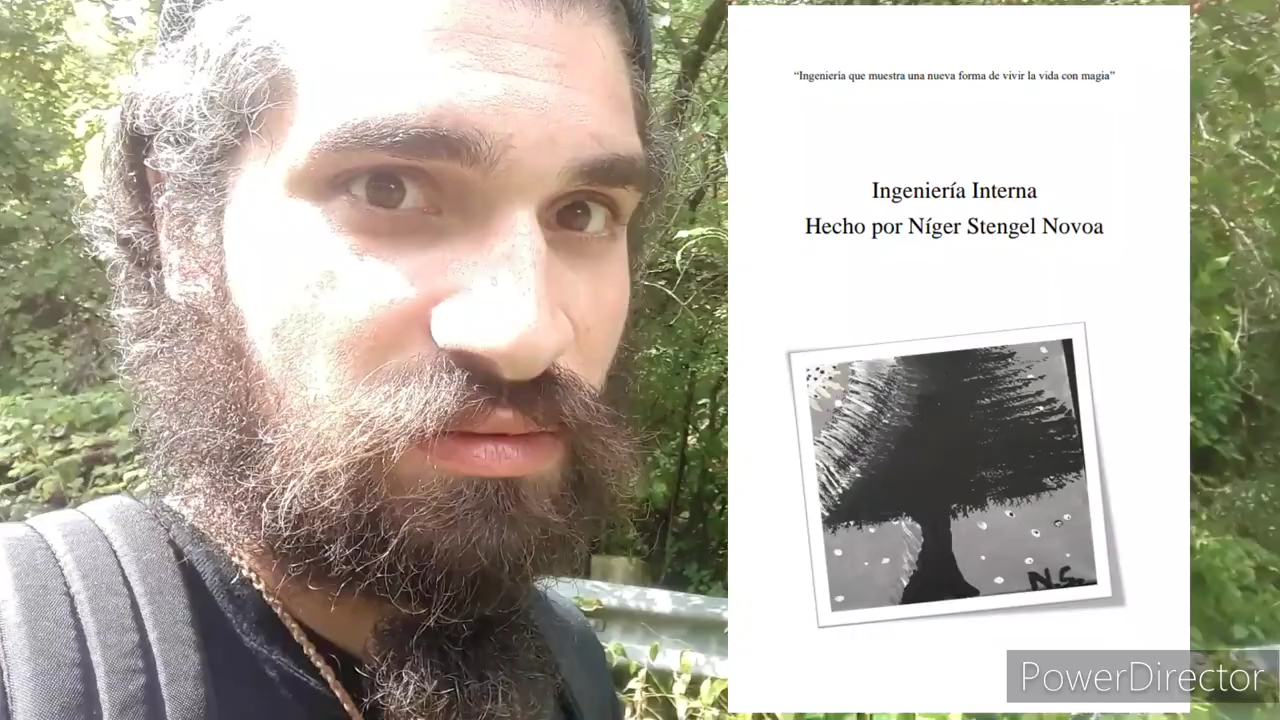 “Ingeniería que muestra una nueva forma de vivir la vida con magia”
Ingeniería Interna
Hecho por Níger Stengel Novoa
N.S.
PowerDirector